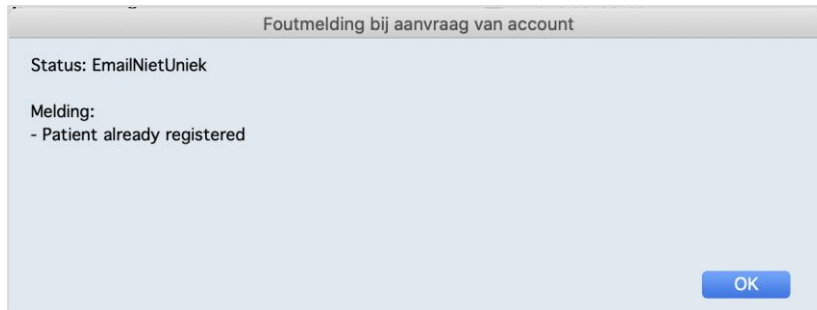 Foutmelding bij aanvraag van account
Status: EmailNietUniek
Melding:
- Patient already registered
OK